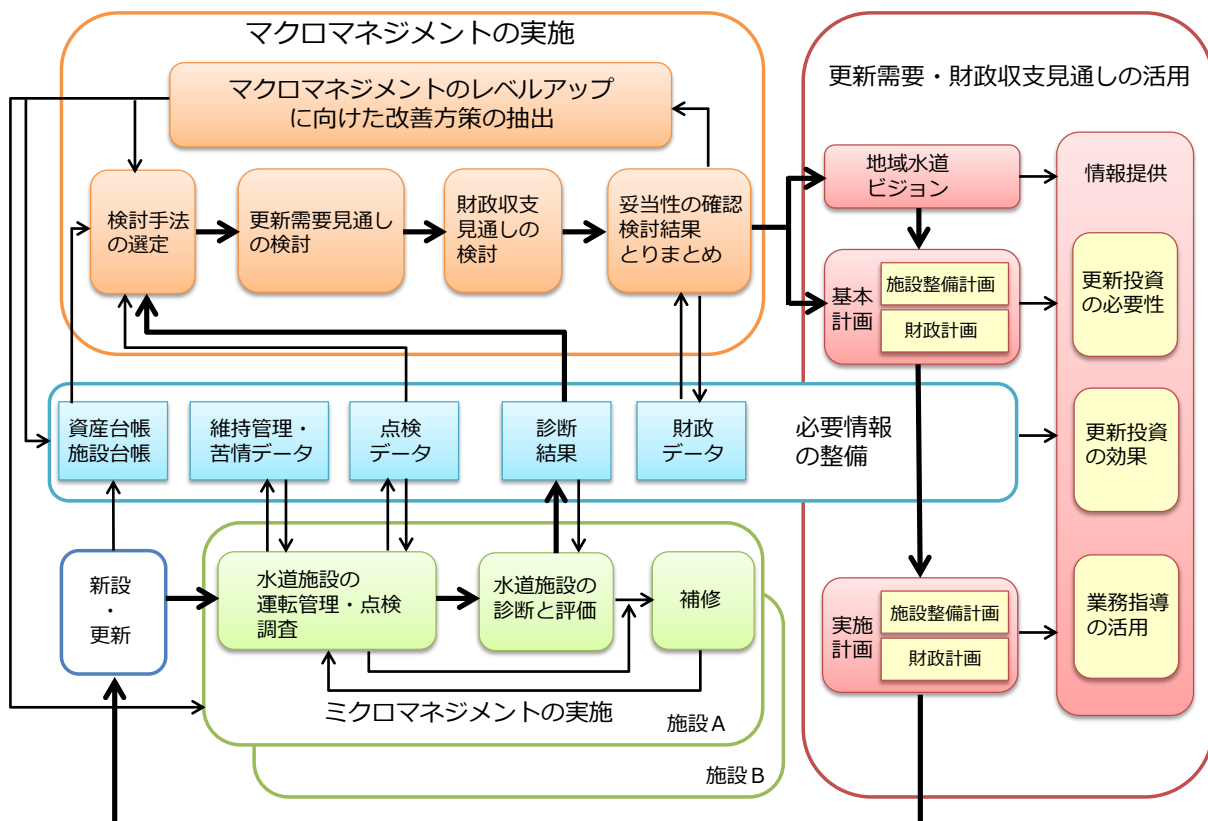 マクロマネジメントの実施
マクロマネジメントのレベルアップ
に向けた改善方策の抽出
検討手法
の選定
更新需要見通し
の検討
財政収支
見通しの
検討
妥当性の確認
検討結果
とりまとめ
更新需要・財政収支見通しの活用
地域水道
ビジョン
基本
計画
施設整備計画
財政計画
実施
計画
施設整備計画
財政計画
情報提供
更新投資
の必要性
更新投資
の効果
業務指導
の活用
資産台帳
施設台帳
維持管理・
苦情データ
点検
データ
診断
結果
財政
データ
必要情報
の整備
新設
・
更新
水道施設の
運転管理・点検
調査
水道施設の
診断と評価
補修
ミクロマネジメントの実施
施設A
施設B